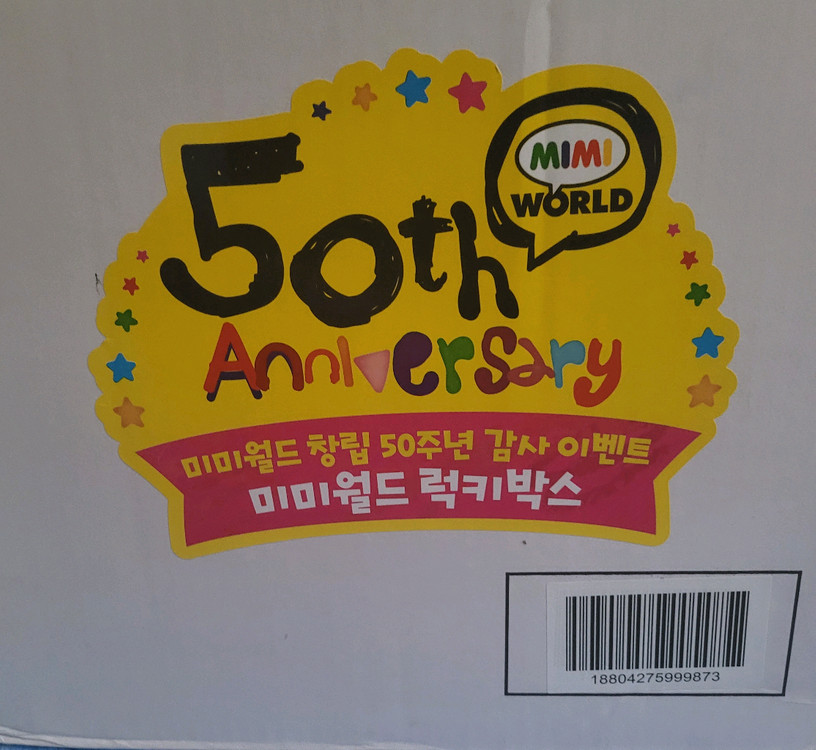 MIMI
WORLD
50th
Anniversary
미미월드 창립 50주년 감사 이벤트
미미월드 럭키박스
18804275999873